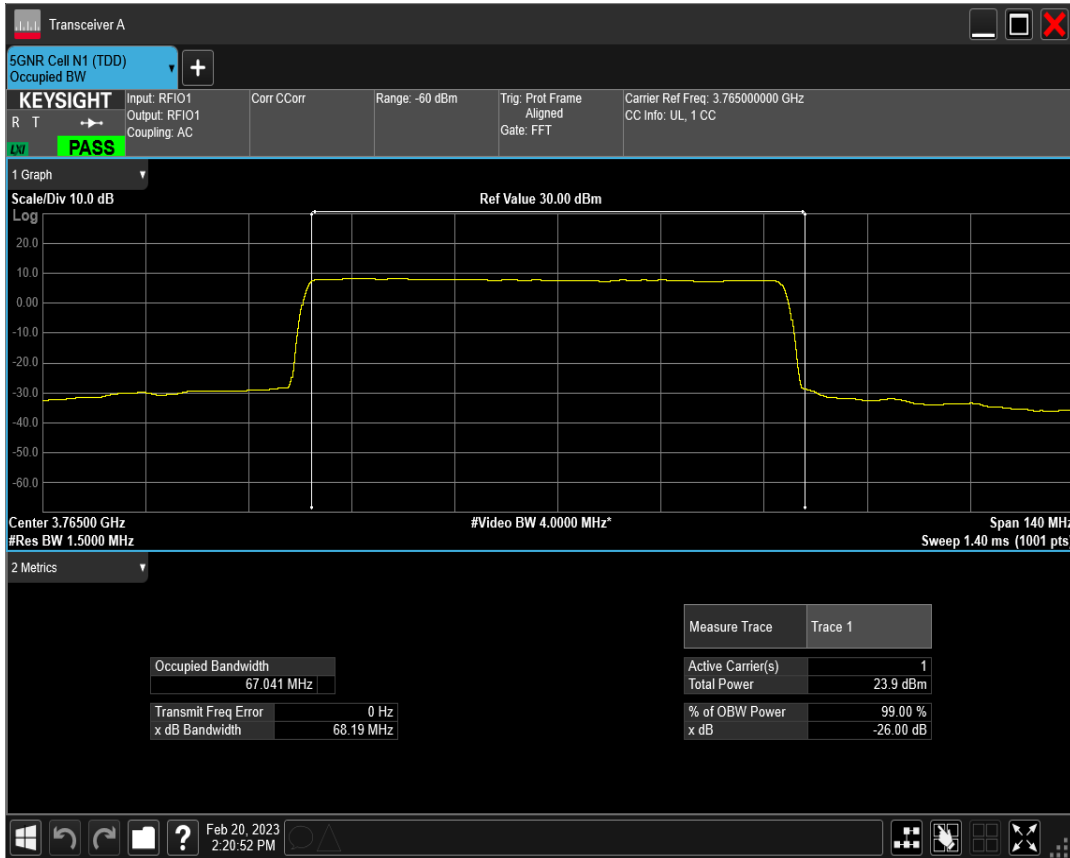 Transceiver A
5GNR Cell N1 (TDD)
Occupied BW
+
KEYSIGHT
R T
LXI
PASS
Input: RFIO1
Output: RFIO1
Coupling: AC
Corr CCorr
Range: -60 dBm
Trig: Prot Frame
Aligned
Gate: FFT
Carrier Ref Freq: 3.765000000 GHz
CC Info: UL, 1 CC
1 Graph
Scale/Div 10.0 dB
Ref Value 30.00 dBm
Log
20.0
10.0
0.00
-10.0
-20.0
-30.0
-40.0
-50.0
-60.0
Center 3.76500 GHz
#Video BW 4.0000 MHz*
Span 140 MHz
#Res BW 1.5000 MHz
Sweep 1.40 ms (1001 pts)
2 Metrics
Measure Trace Trace 1
Occupied Bandwidth
67.041 MHz
Transmit Freq Error 0 Hz
x dB Bandwidth 68.19 MHz
Active Carrier(s) 1
Total Power 23.9 dBm
% of OBW Power 99.00 %
x dB -26.00 dB
?
Feb 20, 2023
2:20:52 PM